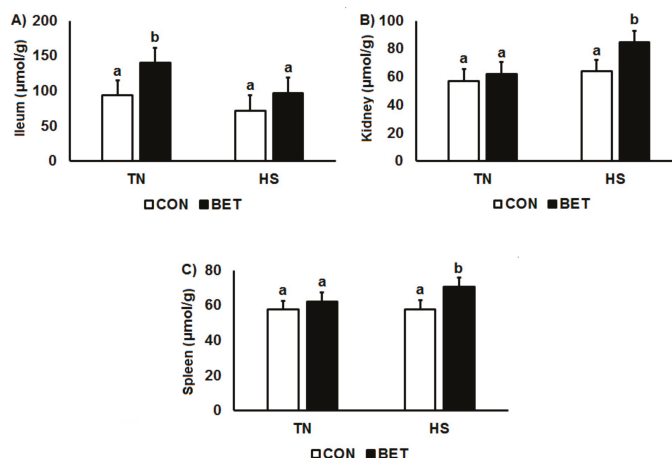 A) 200
b
150
a
a
a
100
50
0
Ileum (µmol/g)
TN HS
CON BET
B) 100
b
80
a a
a
60
40
20
0
Kidney (µmol/g)
TN HS
CON BET
C) 80
b
a a
a
60
40
20
0
Spleen (µmol/g)
TN HS
CON BET